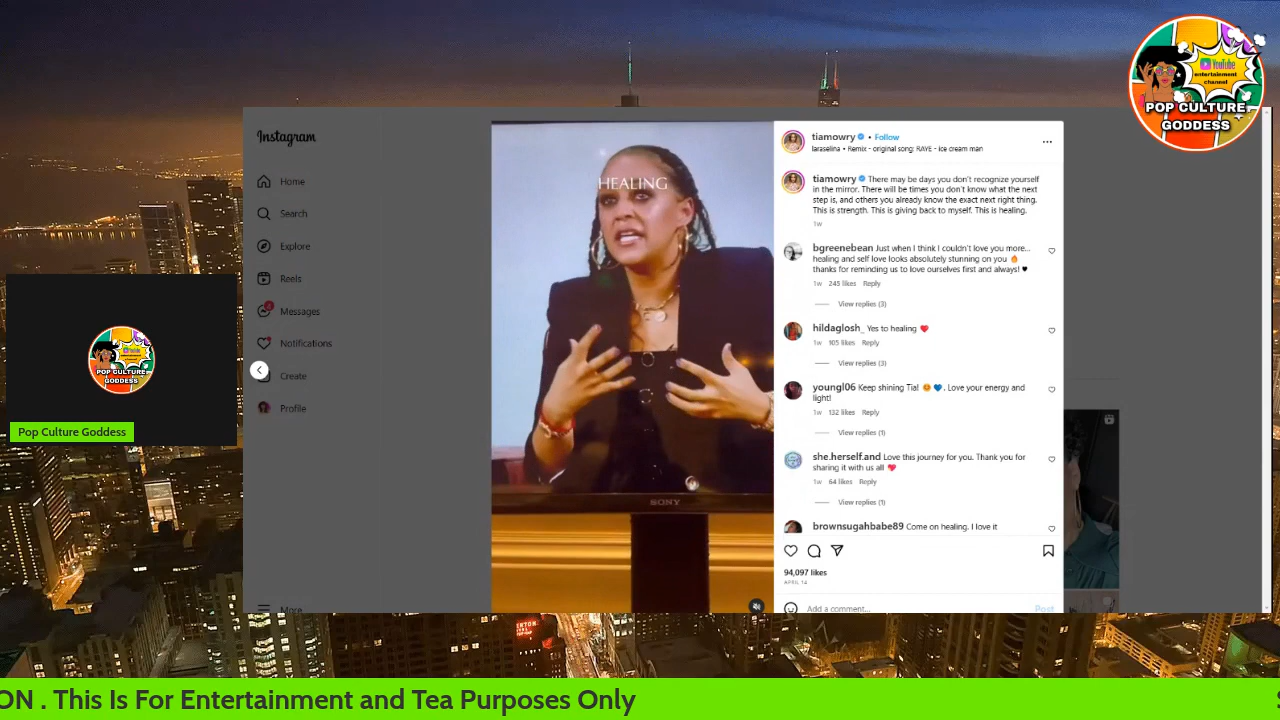 YouTube
entertainment
channel
POP CULTURE
GODDESS
Instagram
Home
Search
Explore
Reels
4
Messages
Notifications
Create
Profile
More
POP CULTURE
GODDESS
Pop Culture Goddess
HEALING
SONY
tiamowry • Follow
laraselina • Remix - original song: RAYE - ice cream man
tiamowry There may be days you don't recognize yourself
in the mirror. There will be times you don't know what the next
step is, and others you already know the exact next right thing.
This is strength. This is giving back to myself. This is healing.
1w
bgreenebean Just when I think I couldn't love you more...
healing and self love looks absolutely stunning on you 🔥
thanks for reminding us to love ourselves first and always! ♥
1w 245 likes Reply
View replies (3)
hildaglosh_ Yes to healing ❤️
1w 105 likes Reply
View replies (3)
youngl06 Keep shining Tia! 🌞💙. Love your energy and
light!
1w 132 likes Reply
View replies (1)
she.herself.and Love this journey for you. Thank you for
sharing it with us all 💖
1w 64 likes Reply
View replies (1)
brownsugahbabe89 Come on healing. I love it
94,097 likes
APRIL 14
Add a comment...
Post
ON . This Is For Entertainment and Tea Purposes Only